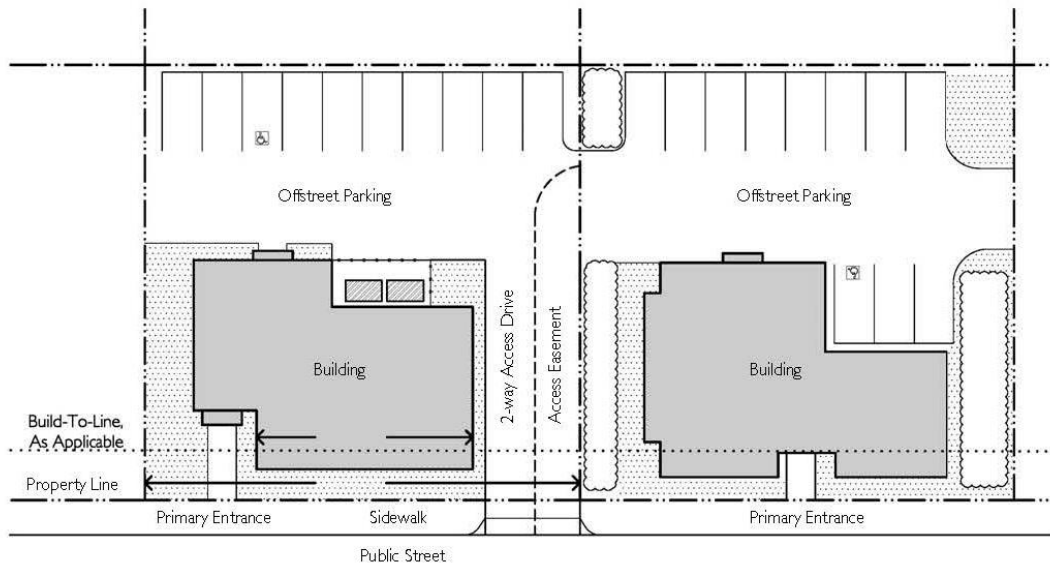 Offstreet Parking
Offstreet Parking
2-way Access Drive
Access Easement
Building
Building
Build-To-Line,
As Applicable
Property Line
Primary Entrance
Sidewalk
Primary Entrance
Public Street